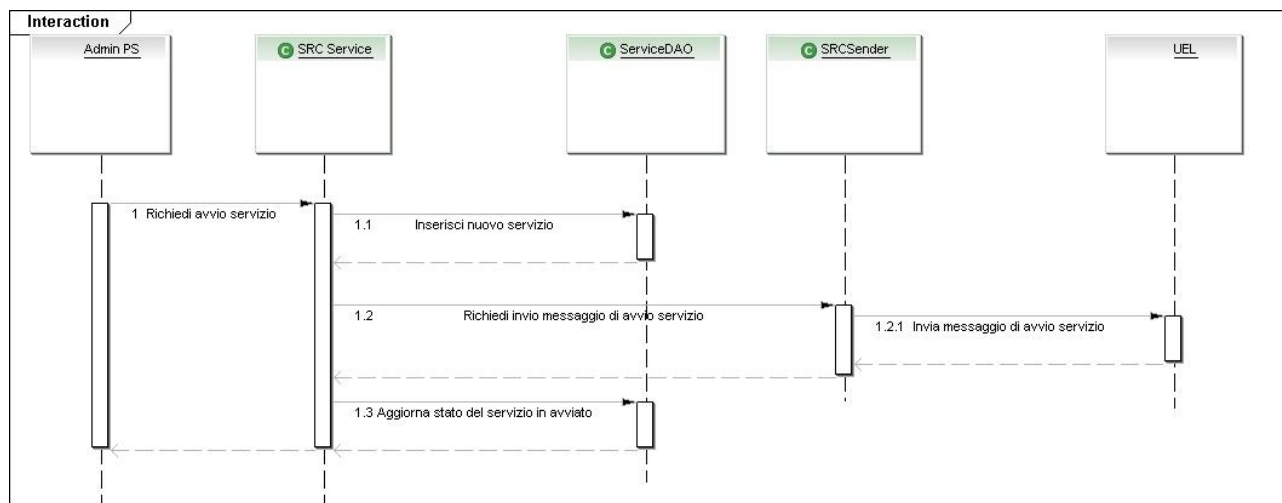 Interaction
Admin PS
C SRC Service
C ServiceDAO
C SRCSender
UEL
1 Richiedi avvio servizio
1.1 Inserisci nuovo servizio
1.2 Richiedi invio messaggio di avvio servizio
1.2.1 Invia messaggio di avvio servizio
1.3 Aggiorna stato del servizio in avviato